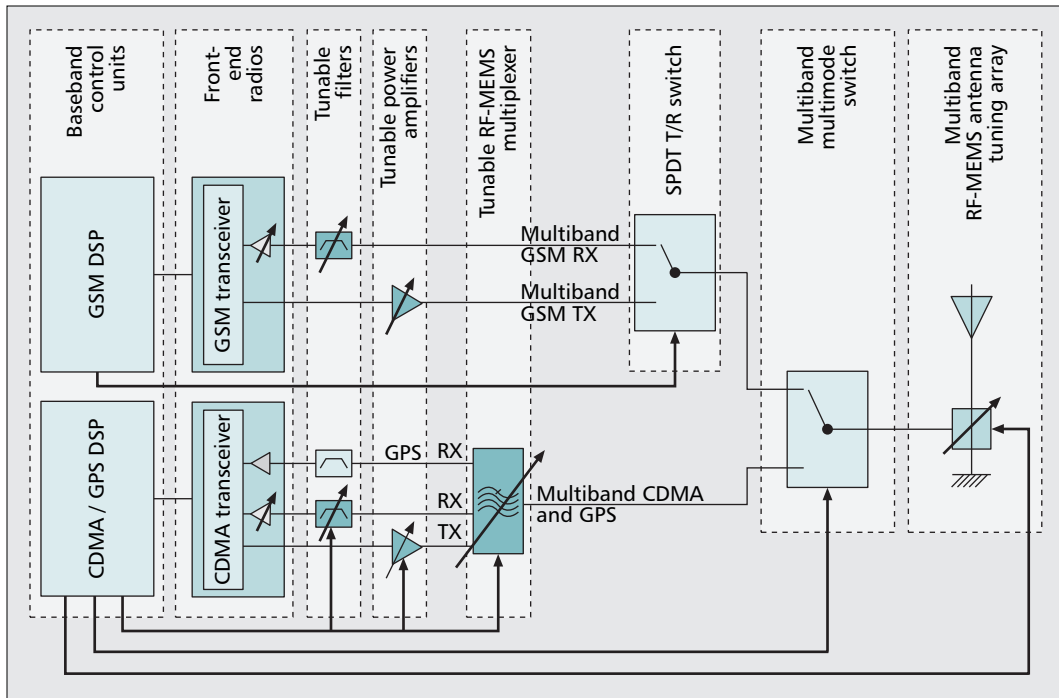 Baseband
control
units
Front-
end
radios
Tunable
filters
Tunable power
amplifiers
Tunable RF-MEMS
multiplexer
SPDT T/R switch
Multiband
multimode
switch
Multiband
RF-MEMS antenna
tuning array
GSM DSP
GSM transceiver
Multiband
GSM RX
Multiband
GSM TX
CDMA / GPS DSP
CDMA transceiver
GPS
RX
RX
TX
Multiband CDMA
and GPS